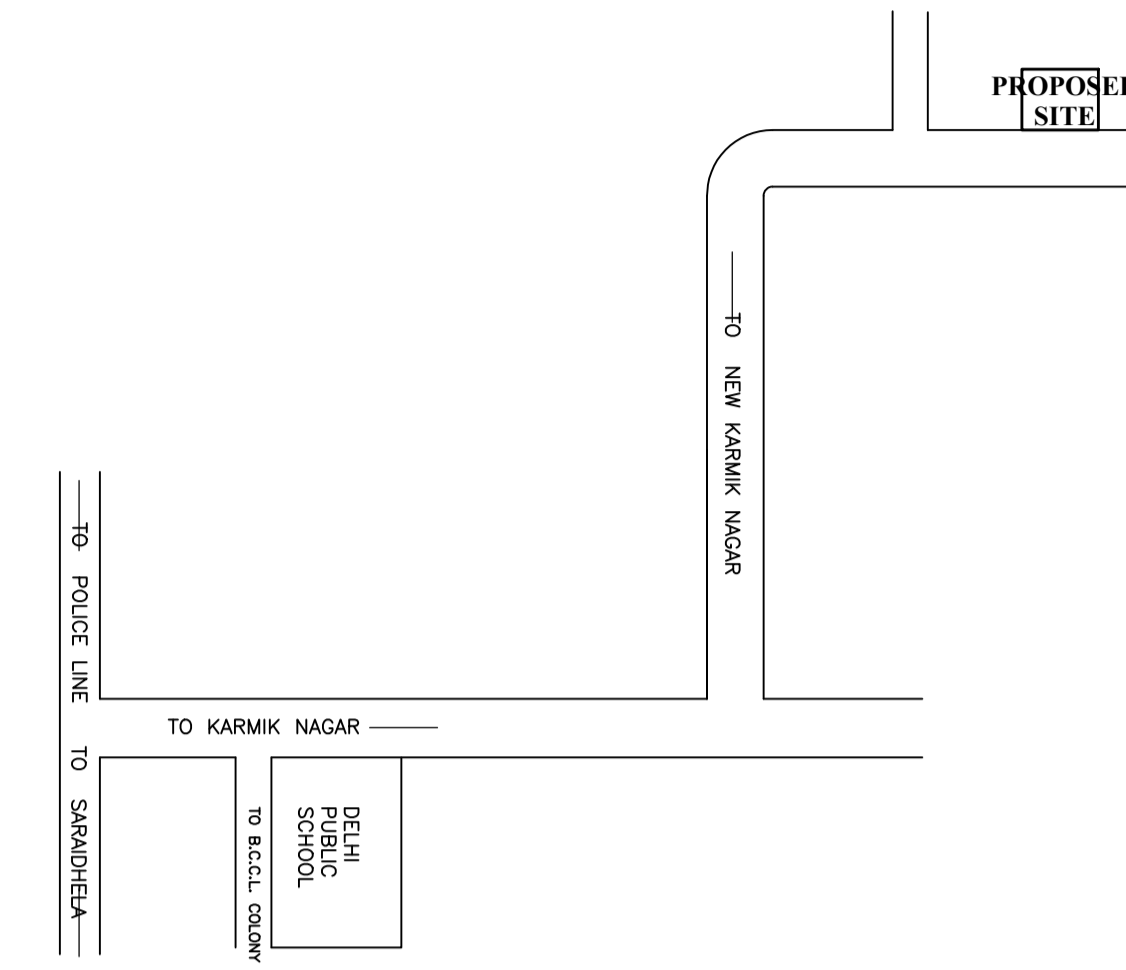 PROPOSED
SITE
TO NEW KARMIK NAGAR
TO POLICE LINE
TO KARMIK NAGAR
TO SARAIDHELA
TO B.C.C.L. COLONY
DELHI
PUBLIC
SCHOOL